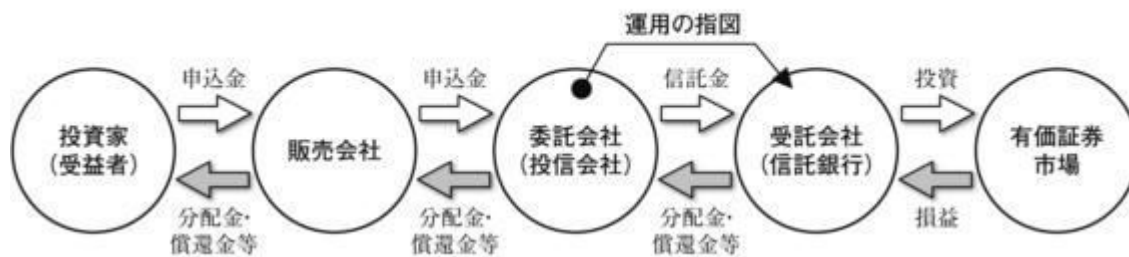 運用の指図
申込金
申込金
信託金
投資
投資家
(受益者)
販売会社
委託会社
(投信会社)
受託会社
(信託銀行)
有価証券
市場
分配金・
償還金等
分配金・
償還金等
分配金・
償還金等
損益